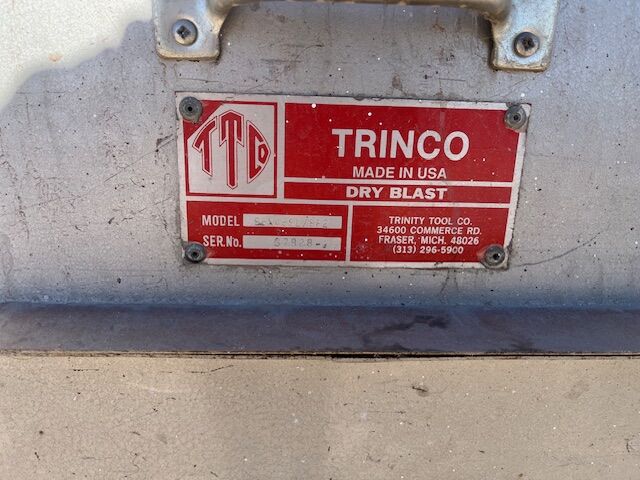 TTCo
TRINCO
MADE IN USA
DRY BLAST
MODEL
SER.No.
TRINITY TOOL CO.
34600 COMMERCE RD.
FRASER, MICH. 48026
(313) 296-5900